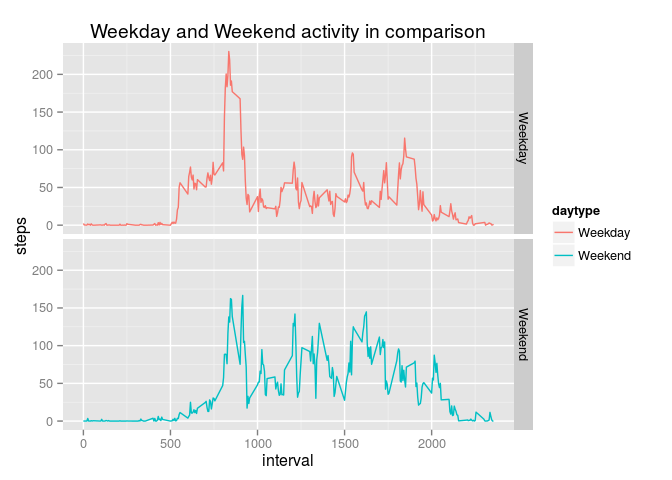 Weekday and Weekend activity in comparison
steps
200
150
100
50
0
Weekday
200
150
100
50
0
Weekend
0 500 1000 1500 2000
interval
daytype
Weekday
Weekend